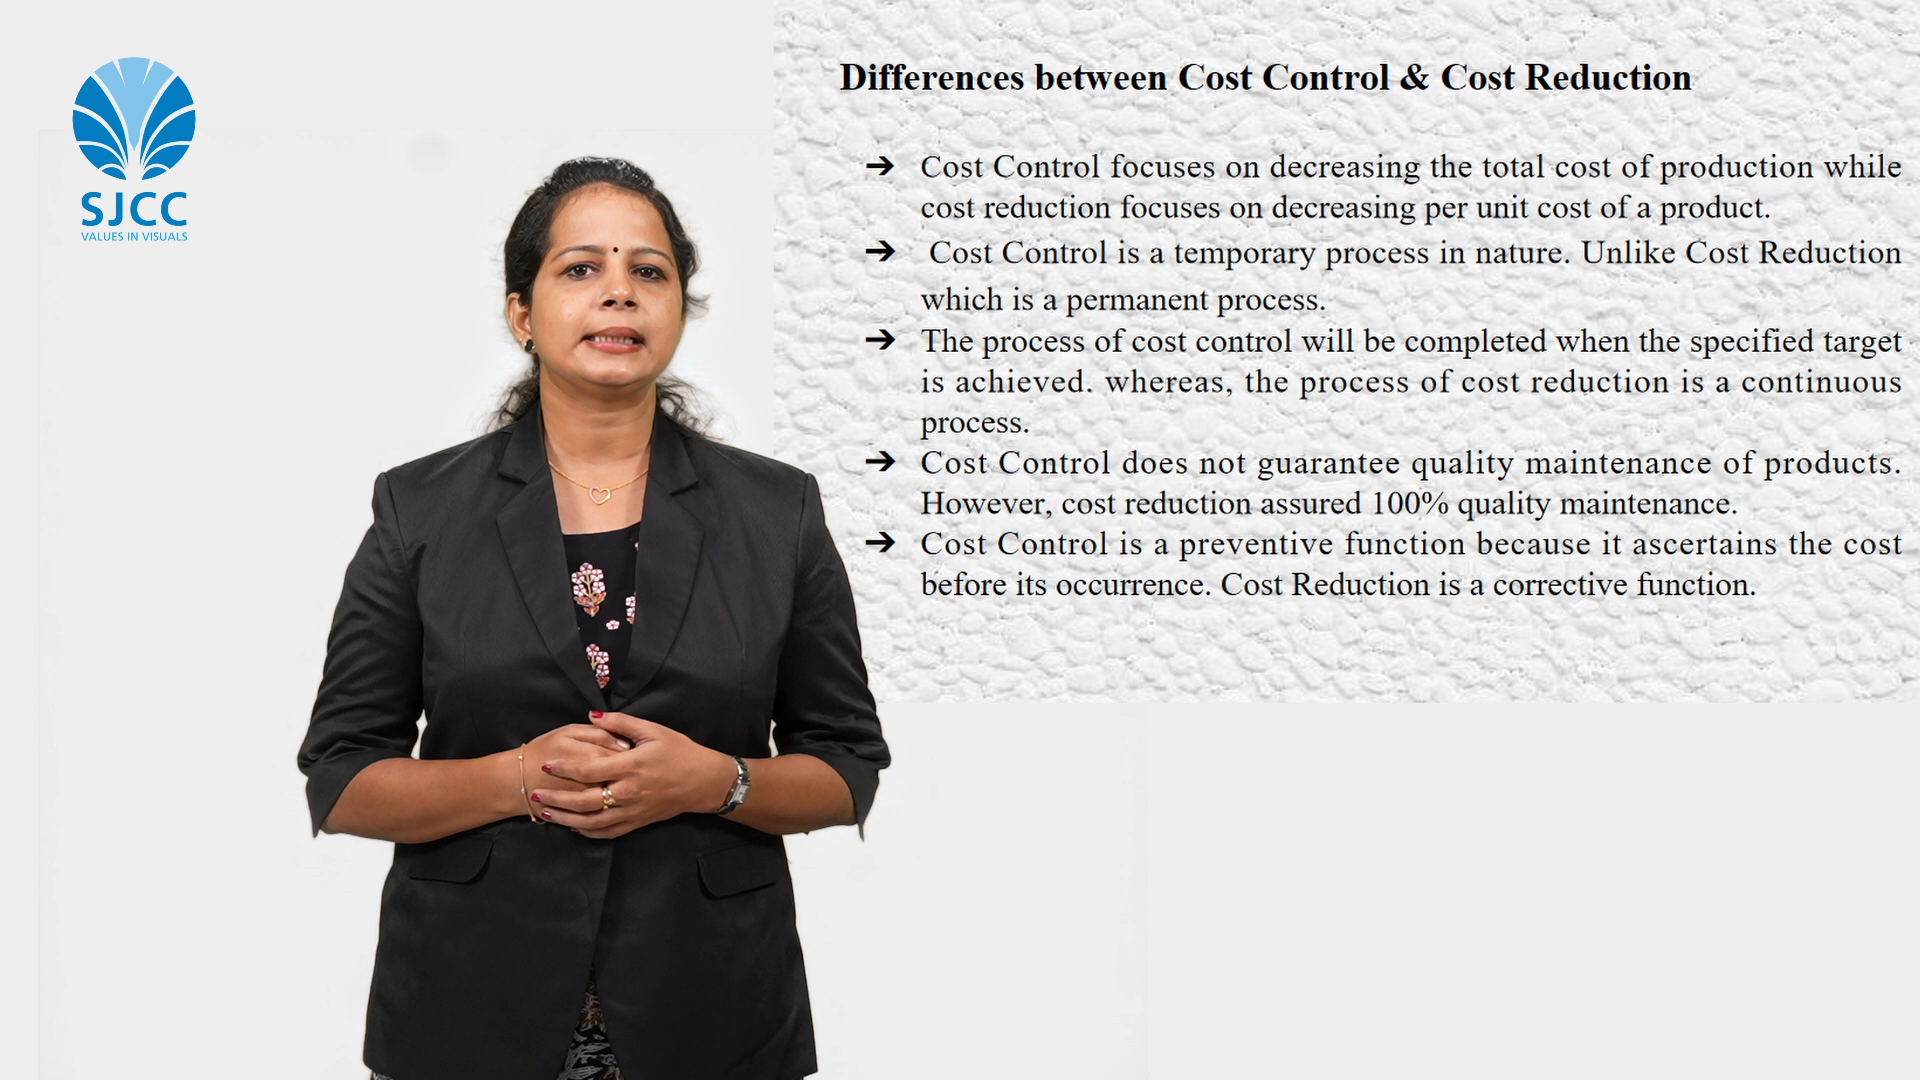 SJCC
VALUES IN VISUALS
Differences between Cost Control & Cost Reduction
➔ Cost Control focuses on decreasing the total cost of production while
cost reduction focuses on decreasing per unit cost of a product.
➔ Cost Control is a temporary process in nature. Unlike Cost Reduction
which is a permanent process.
➔ The process of cost control will be completed when the specified target
is achieved. whereas, the process of cost reduction is a continuous
process.
➔ Cost Control does not guarantee quality maintenance of products.
However, cost reduction assured 100% quality maintenance.
➔ Cost Control is a preventive function because it ascertains the cost
before its occurrence. Cost Reduction is a corrective function.